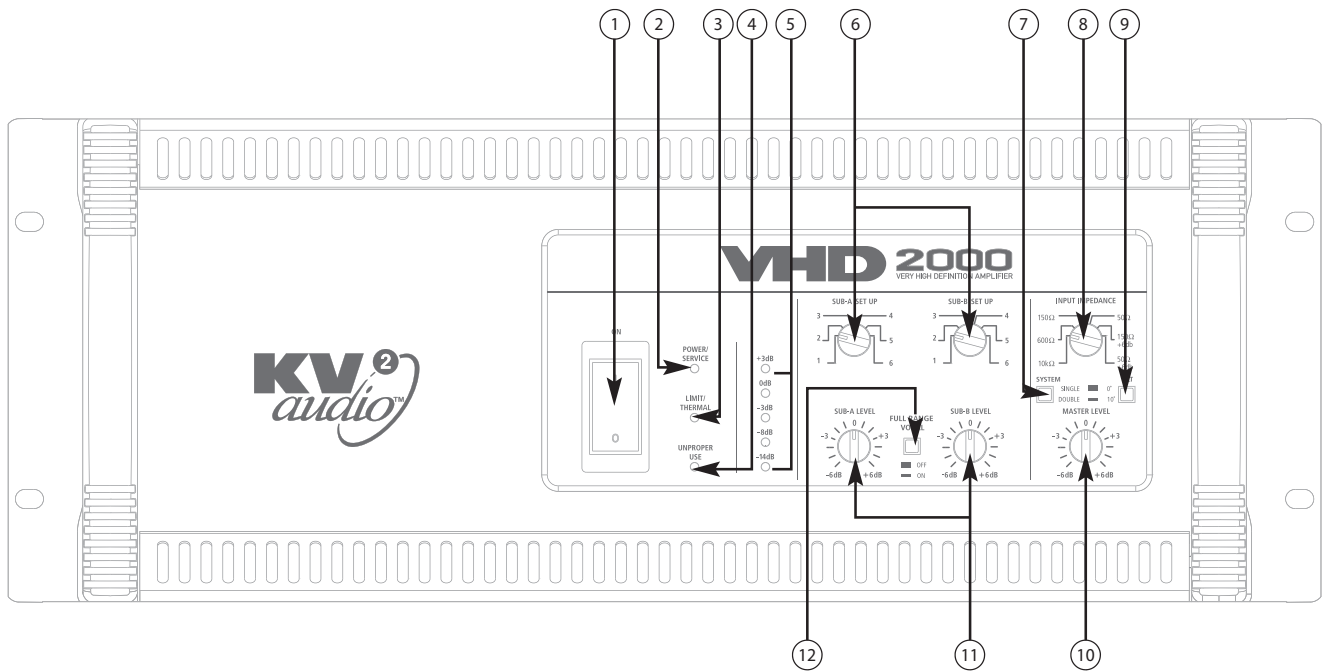 1 2 3 4 5 6 7 8 9
VHD 2000
VERY HIGH DEFINITION AMPLIFIER
KV2 audio™
ON
0
POWER/
SERVICE
LIMIT/
THERMAL
UNPROPER
USE
+3dB
0dB
-3dB
-8dB
-14dB
SUB-A SET UP
3 4
2 5
1 6
SUB-B SET UP
3 4
2 5
1 6
INPUT IMPEDANCE
150Ω 50Ω
600Ω 150Ω
+6db
10kΩ 50Ω
SYSTEM
SINGLE 0°
DOUBLE 10°
SUB-A LEVEL
0
-3 +3
-6dB +6dB
FULL RANGE
OFF
ON
SUB-B LEVEL
0
-3 +3
-6dB +6dB
MASTER LEVEL
0
-3 +3
-6dB +6dB
12 11 10